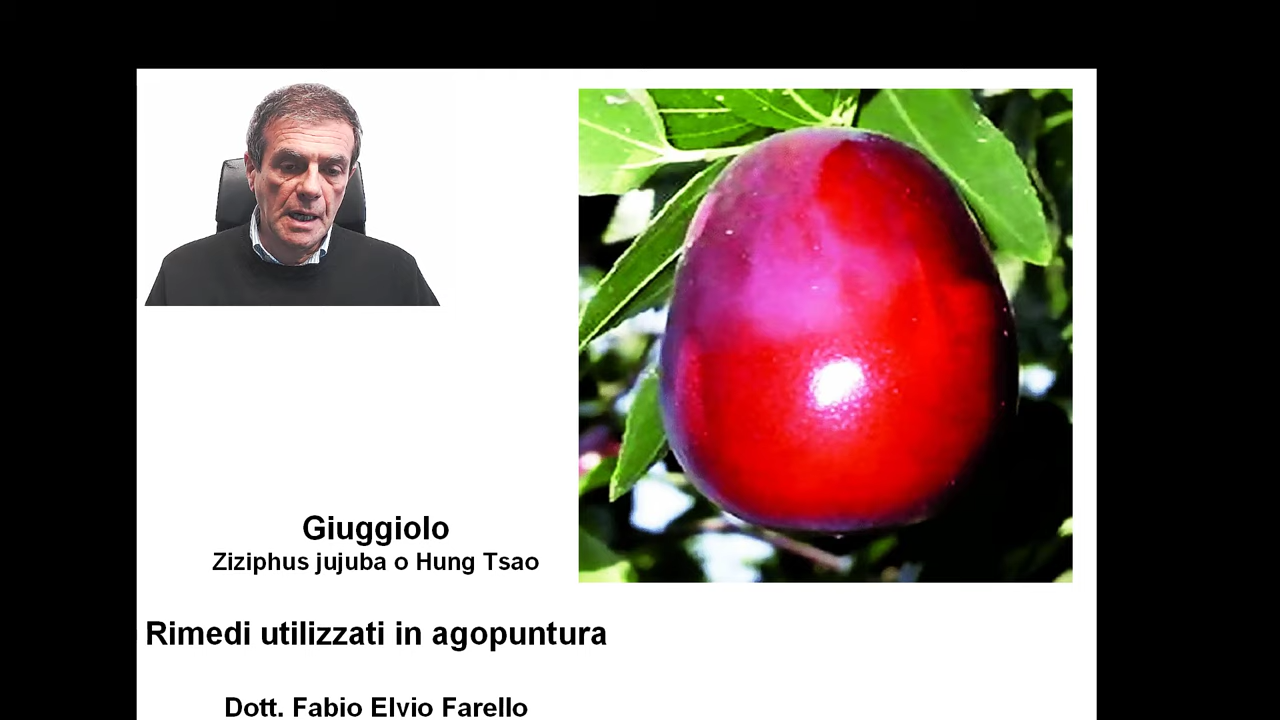 Giuggiolo
Ziziphus jujuba o Hung Tsao
Rimedi utilizzati in agopuntura
Dott. Fabio Elvio Farello